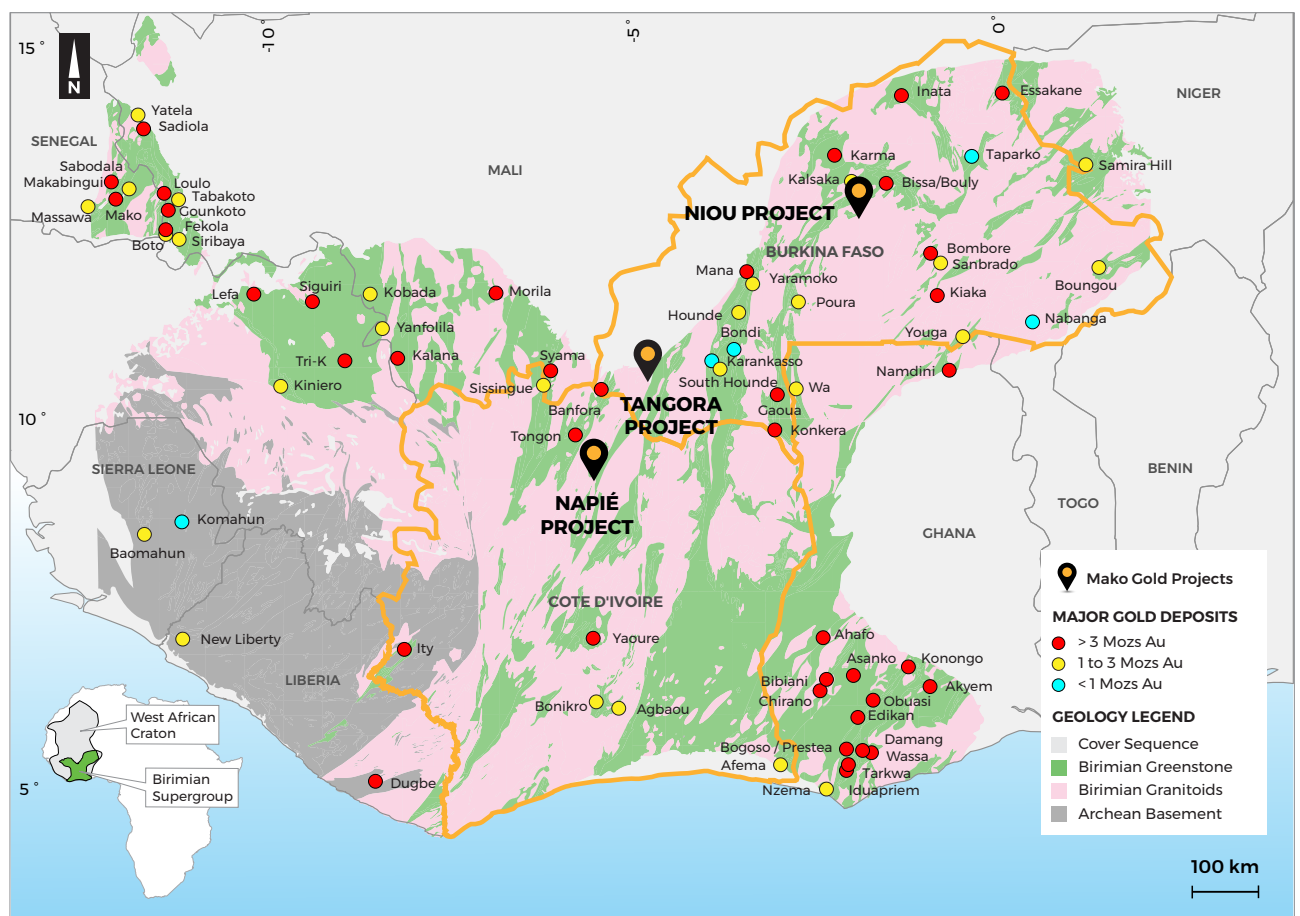 15°
-10°
-5°
0°
N
Inata
Essakane
NIGER
Yatela
Sadiola
SENEGAL
MALI
Karma
Taparko
Samira Hill
Sabodala
Makabingui
Loulo
Tabakoto
Kalsaka
Bissa/Bouly
Massawa
Mako
Gounkoto
NIOU PROJECT
Fekola
Boto
Siribaya
BURKINA FASO
Bombore
Sanbrado
Mana
Yaramoko
Boungou
Lefa
Siguiri
Kobada
Morila
Poura
Kiaka
Hounde
Nabanga
Yanfolila
Bondi
Youga
Tri-K
Kalana
Syama
Karankasso
Namdini
Kiniero
Sissingue
South Hounde
Wa
Banfora
TANGORA
PROJECT
Gaoua
10°
Tongon
Konkera
SIERRA LEONE
BENIN
NAPIÉ
PROJECT
TOGO
Komahun
GHANA
Baomahun
COTE D'IVOIRE
New Liberty
Yaoure
Ahafo
Ity
Asanko
Konongo
LIBERIA
Bibiani
Akyem
Chirano
Obuasi
Bonikro
Agbaou
Edikan
Bogoso / Prestea
Damang
Wassa
Afema
Tarkwa
Dugbe
Nzema
Iduapriem
5°
West African
Craton
Birimian
Supergroup
Mako Gold Projects
MAJOR GOLD DEPOSITS
> 3 Mozs Au
1 to 3 Mozs Au
< 1 Mozs Au
GEOLOGY LEGEND
Cover Sequence
Birimian Greenstone
Birimian Granitoids
Archean Basement
100 km